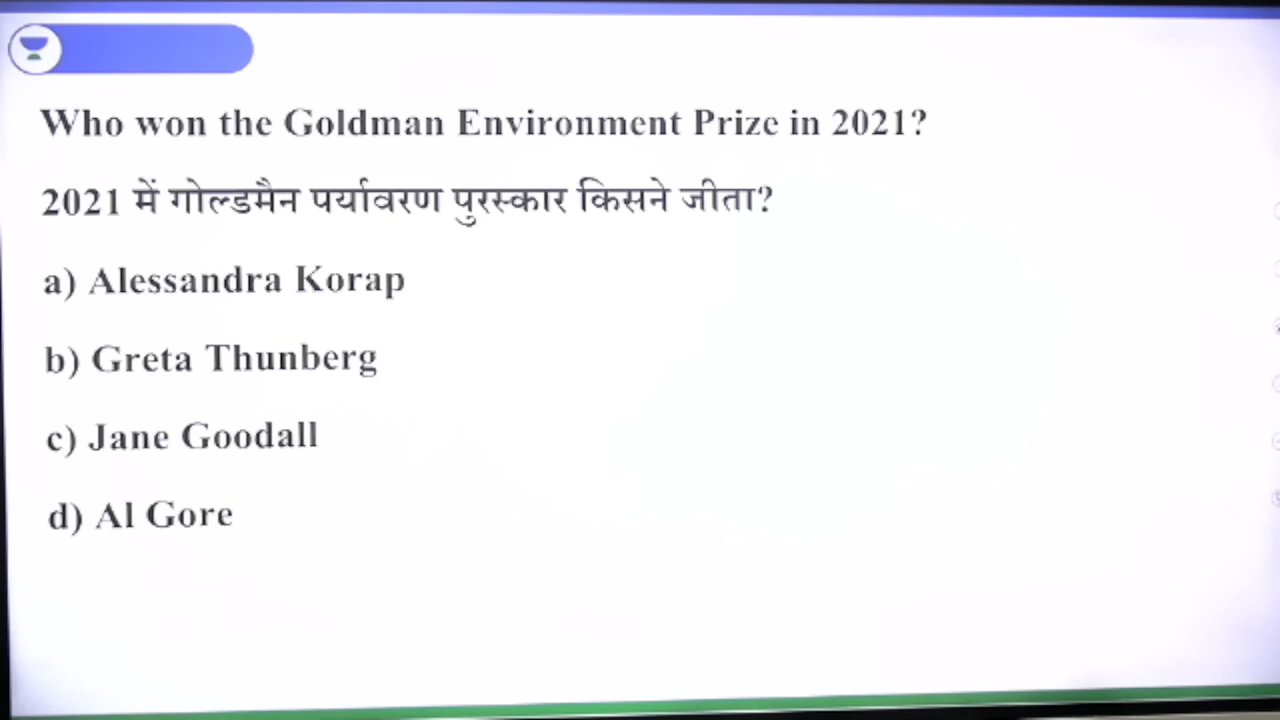 Who won the Goldman Environment Prize in 2021?
2021 में गोल्डमैन पर्यावरण पुरस्कार किसने जीता?
a) Alessandra Korap
b) Greta Thunberg
c) Jane Goodall
d) Al Gore